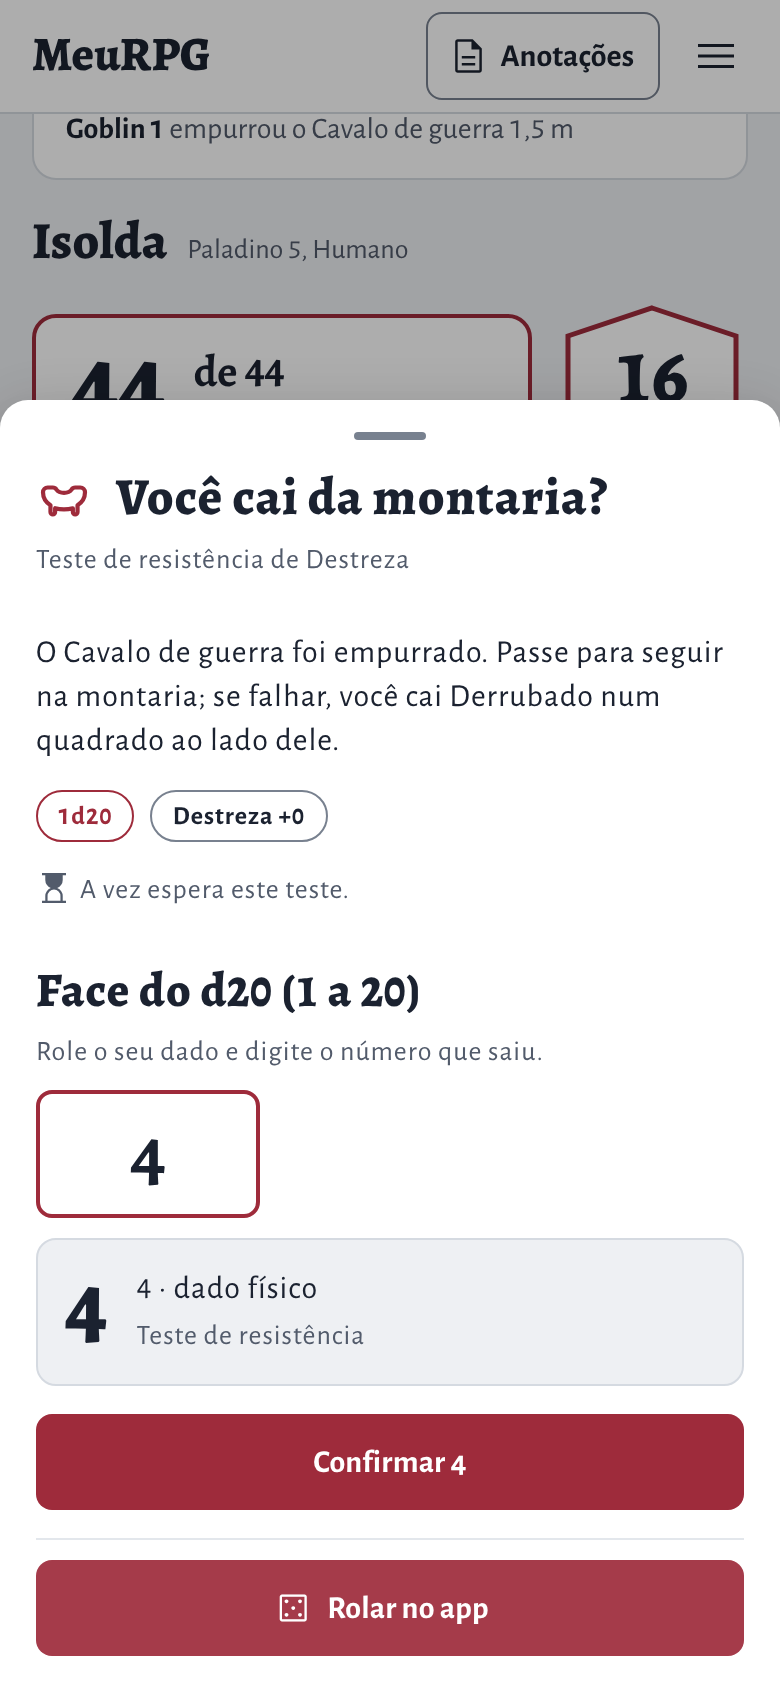 MeuRPG
Anotações
Goblin 1 empurrou o Cavalo de guerra 1,5 m
Isolda Paladino 5, Humano
44 de 44
16
Você cai da montaria?
Teste de resistência de Destreza
O Cavalo de guerra foi empurrado. Passe para seguir
na montaria; se falhar, você cai Derrubado num
quadrado ao lado dele.
1d20 Destreza +0
A vez espera este teste.
Face do d20 (1 a 20)
Role o seu dado e digite o número que saiu.
4
4 4 · dado físico
Teste de resistência
Confirmar 4
Rolar no app